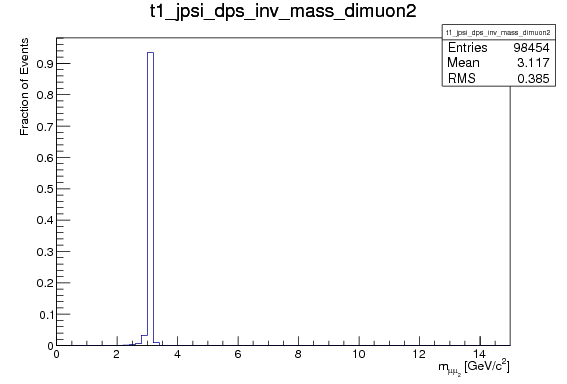 t1_jpsi_dps_inv_mass_dimuon2
t1_jpsi_dps_inv_mass_dimuon2
Entries 98454
Mean 3.117
RMS 0.385
Fraction of Events
0.9
0.8
0.7
0.6
0.5
0.4
0.3
0.2
0.1
0
0 2 4 6 8 10 12 14
m_{μμ_2} [GeV/c²]